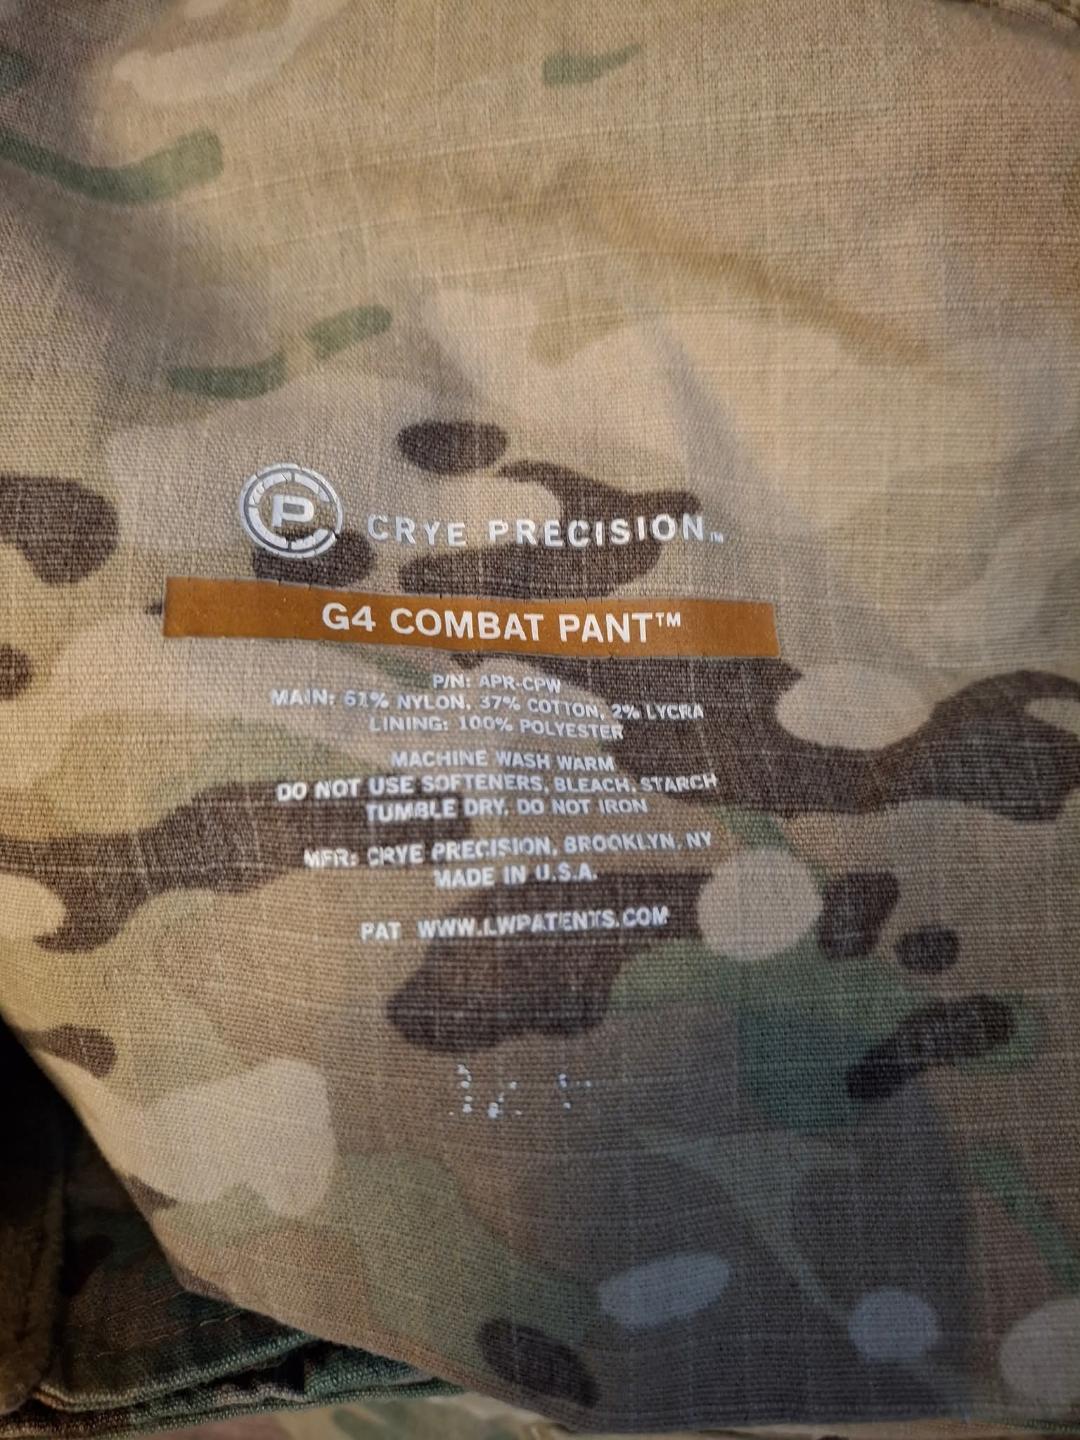 CP CRYE PRECISION™
G4 COMBAT PANT™
P/N: APR-CPW
MAIN: 61% NYLON, 37% COTTON, 2% LYCRA
LINING: 100% POLYESTER
MACHINE WASH WARM
DO NOT USE SOFTENERS, BLEACH, STARCH
TUMBLE DRY, DO NOT IRON
MFR: CRYE PRECISION, BROOKLYN, NY
MADE IN U.S.A.
PAT WWW.LWPATENTS.COM